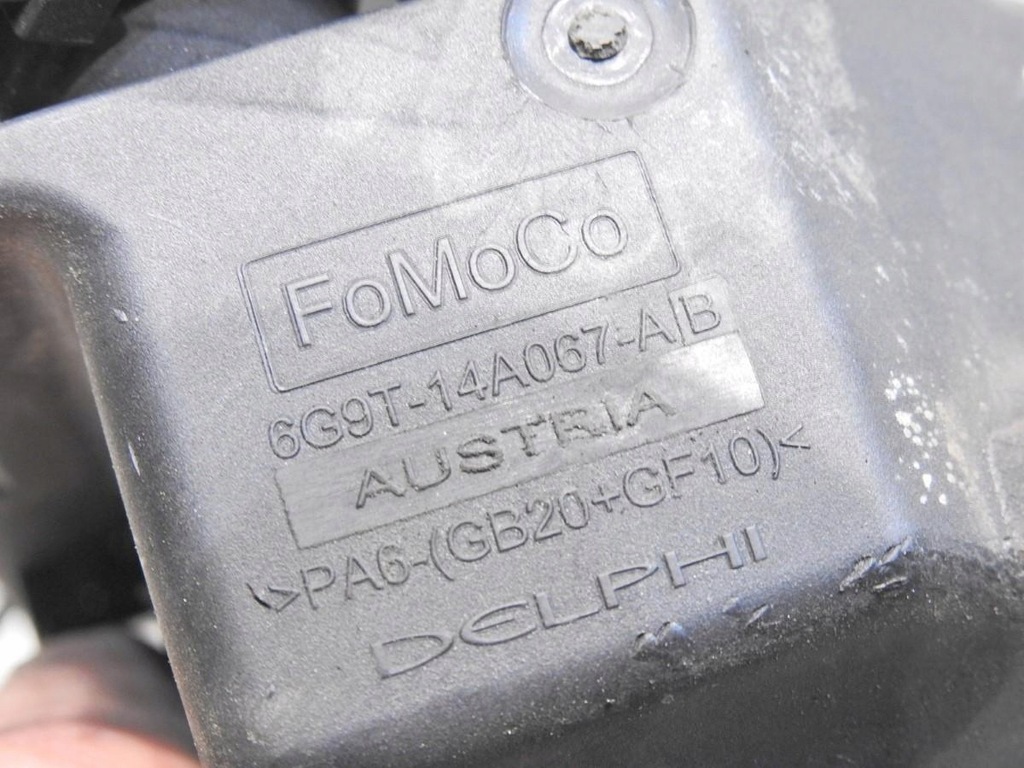 FoMoCo
6G9T-14A067-AB
AUSTRIA
>PA6-(GB20+GF10)<
DELPHI